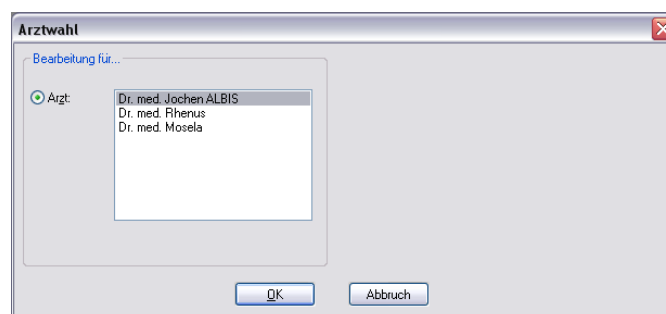 Arztwahl
Bearbeitung für...
Arzt:
Dr. med. Jochen ALBIS
Dr. med. Rhenus
Dr. med. Mosela
OK Abbruch